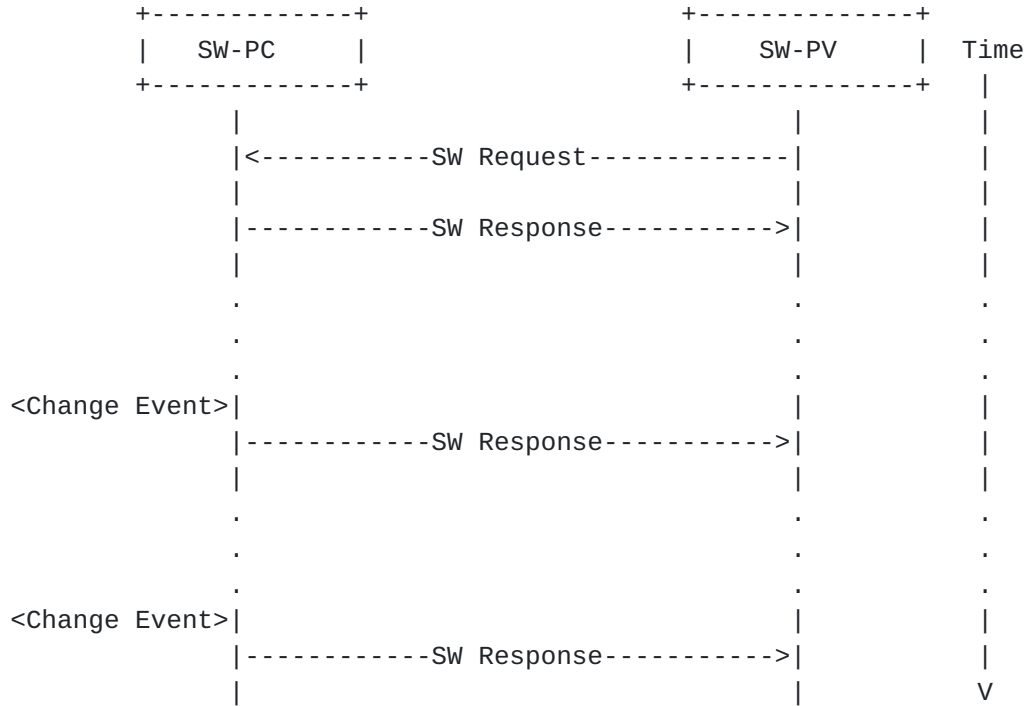 SW-PC SW-PV Time
SW Request
SW Response
<Change Event>
SW Response
<Change Event>
SW Response
V